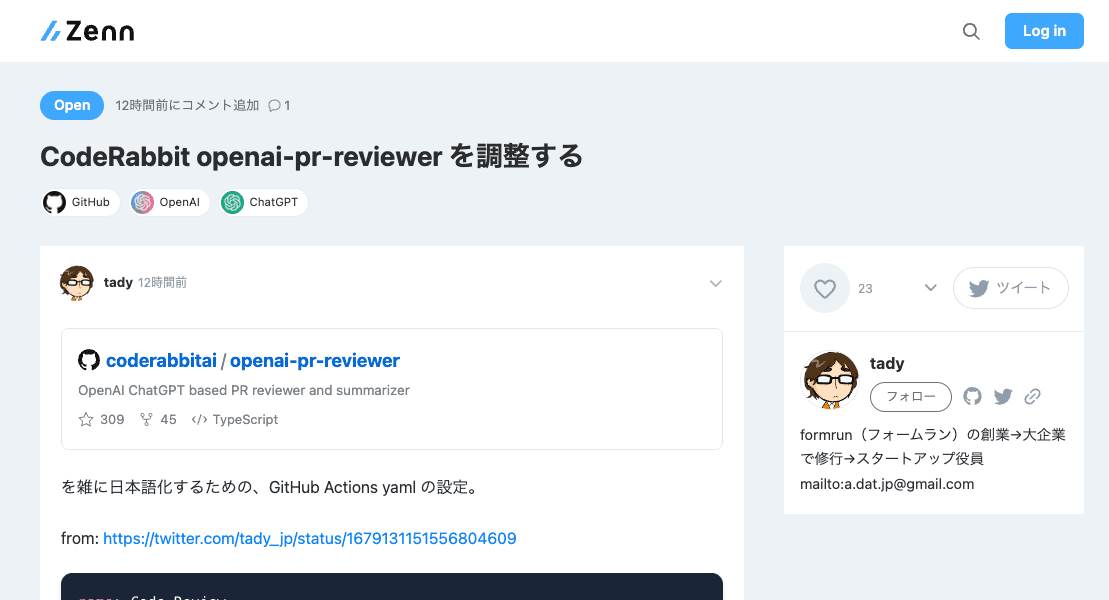 Zenn
Log in
Open 12時間前にコメント追加 1
CodeRabbit openai-pr-reviewer を調整する
GitHub OpenAI ChatGPT
tady 12時間前
coderabbitai / openai-pr-reviewer
OpenAI ChatGPT based PR reviewer and summarizer
309 45 TypeScript
を雑に日本語化するための、GitHub Actions yaml の設定。
from: https://twitter.com/tady_jp/status/1679131151556804609
23 ツイート
tady
フォロー
formrun（フォームラン）の創業→大企業
で修行→スタートアップ役員
mailto:a.dat.jp@gmail.com